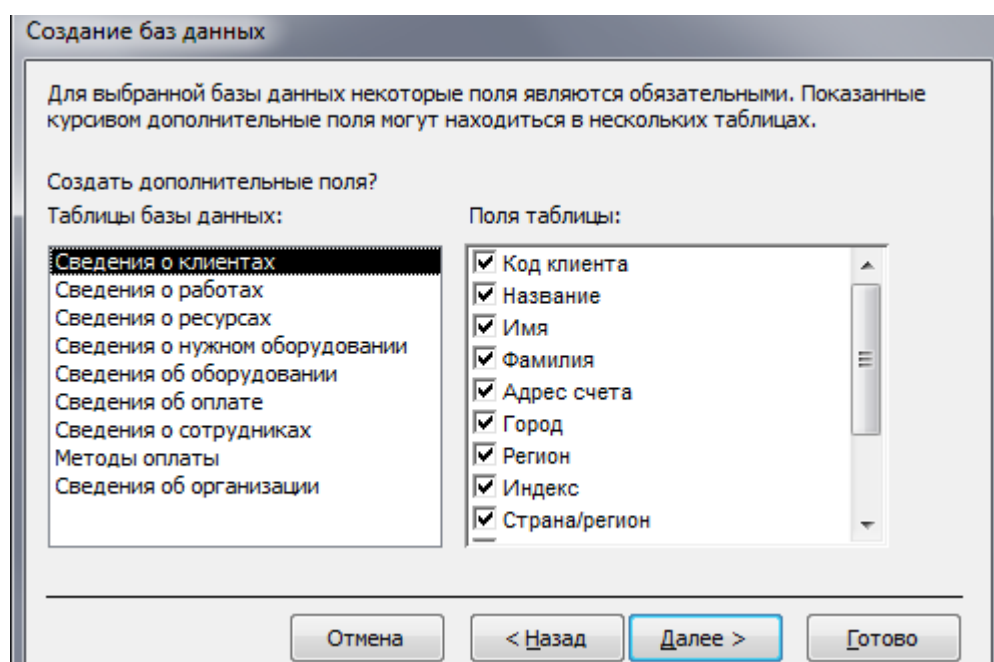 Создание баз данных
Для выбранной базы данных некоторые поля являются обязательными. Показанные
курсивом дополнительные поля могут находиться в нескольких таблицах.
Создать дополнительные поля?
Таблицы базы данных:
Сведения о клиентах
Сведения о работах
Сведения о ресурсах
Сведения о нужном оборудовании
Сведения об оборудовании
Сведения об оплате
Сведения о сотрудниках
Методы оплаты
Сведения об организации
Поля таблицы:
Код клиента
Название
Имя
Фамилия
Адрес счета
Город
Регион
Индекс
Страна/регион
Отмена
< Назад
Далее >
Готово